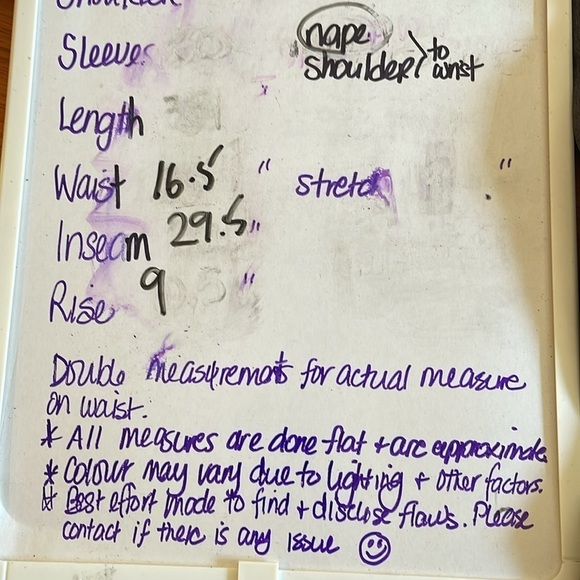 Shoulder
Sleeves nape
shoulder > to wrist
Length "
Waist 16.5 " stretch "
Inseam 29.5 "
Rise 9 "
Double measurements for actual measure
on waist.
* All measures are done flat + are approximate.
* Colour may vary due to lighting + other factors.
* Best effort made to find + disclose flaws. Please
contact if there is any issue ☺